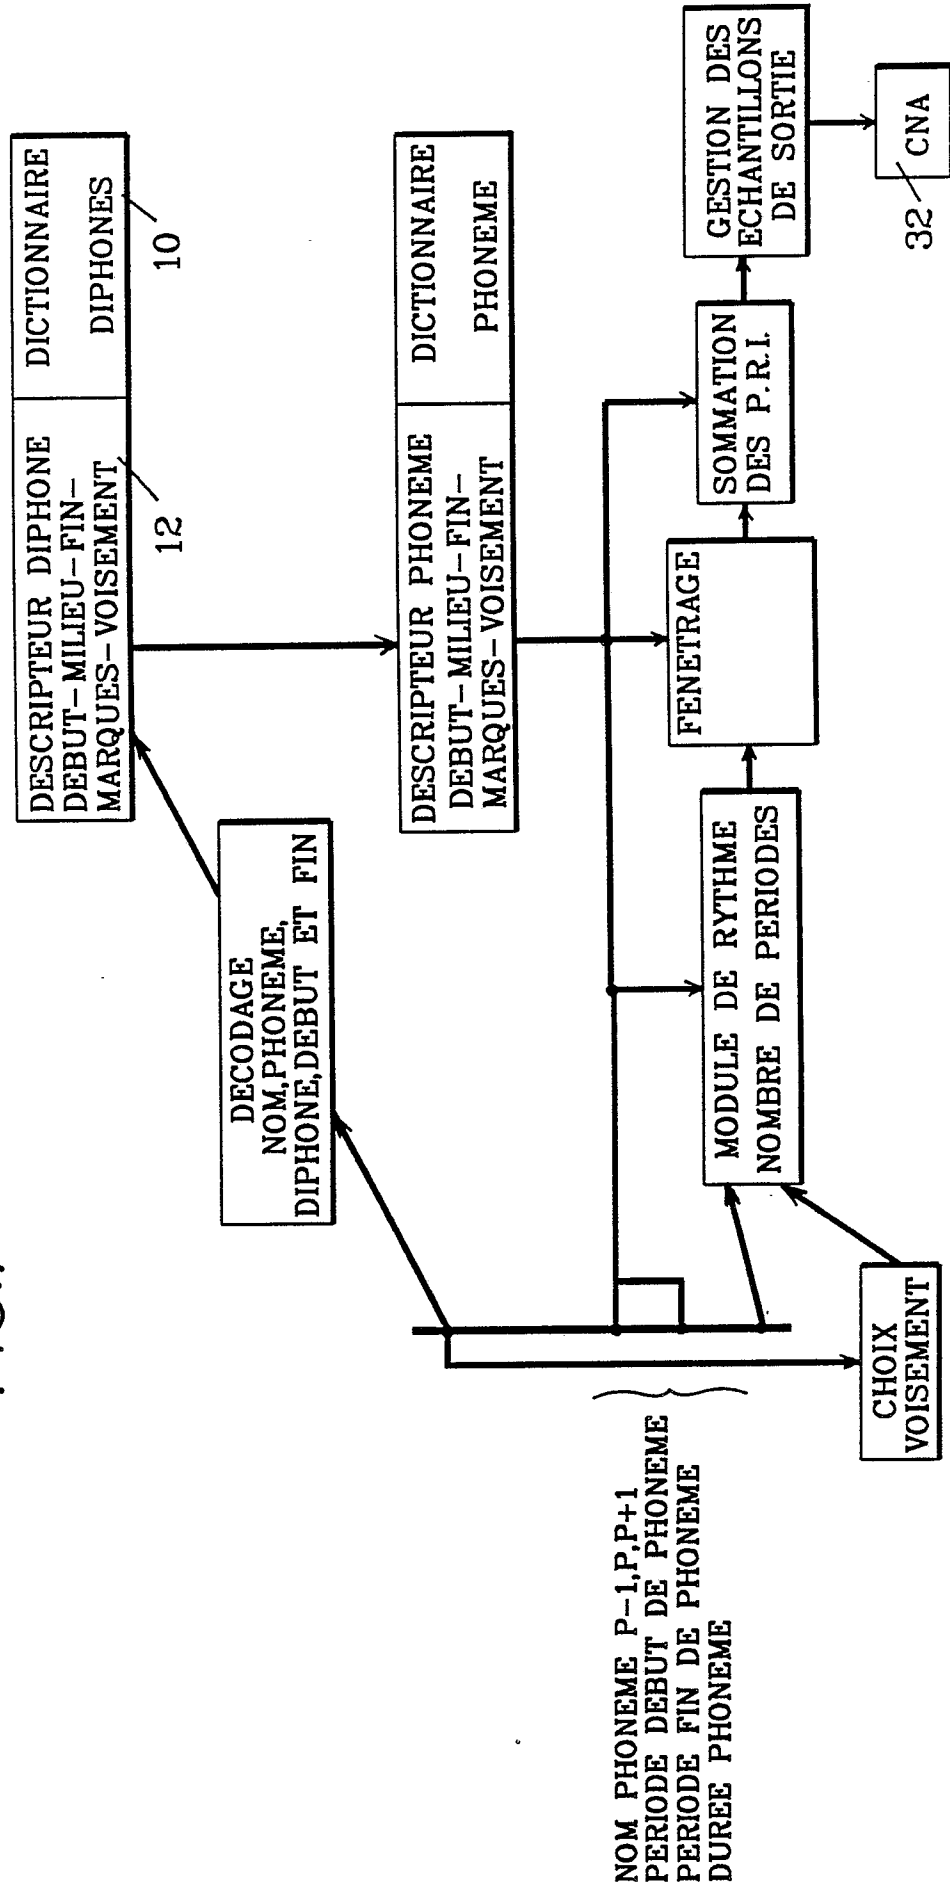 DESCRIPTEUR DIPHONE
DEBUT-MILIEU-FIN-
MARQUES-VOISEMENT
DICTIONNAIRE
DIPHONES
12
10
DECODAGE
NOM,PHONEME,
DIPHONE,DEBUT ET FIN
DESCRIPTEUR PHONEME
DEBUT-MILIEU-FIN-
MARQUES-VOISEMENT
DICTIONNAIRE
PHONEME
NOM PHONEME P-1,P,P+1
PERIODE DEBUT DE PHONEME
PERIODE FIN DE PHONEME
DUREE PHONEME
CHOIX
VOISEMENT
MODULE DE RYTHME
NOMBRE DE PERIODES
FENETRAGE
SOMMATION
DES P.R.I.
GESTION DES
ECHANTILLONS
DE SORTIE
32
CNA